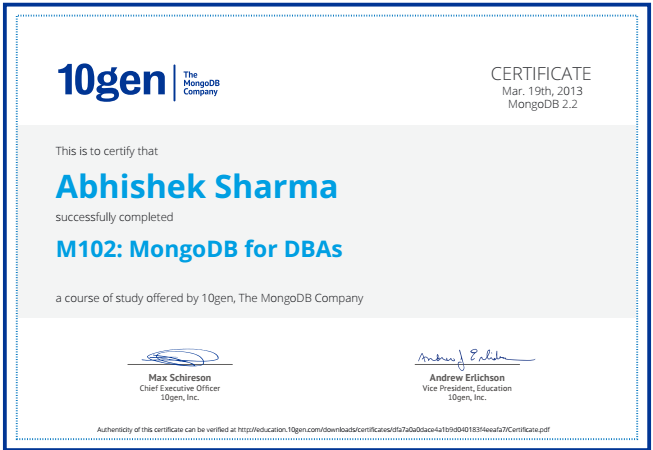 10gen
The
MongoDB
Company
CERTIFICATE
Mar. 19th, 2013
MongoDB 2.2
This is to certify that
Abhishek Sharma
successfully completed
M102: MongoDB for DBAs
a course of study offered by 10gen, The MongoDB Company
Andrew J Erlichson
Max Schireson
Chief Executive Officer
10gen, Inc.
Andrew Erlichson
Vice President, Education
10gen, Inc.
Authenticity of this certificate can be verified at http://education.10gen.com/downloads/certificates/dfa7a0a0dace4a1b9d040183f4eeafa7/Certificate.pdf